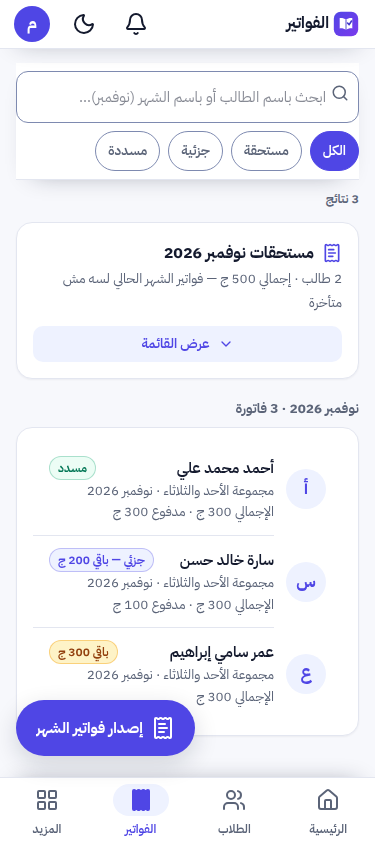 الفواتير
م
ابحث باسم الطالب أو باسم الشهر (نوفمبر)...
الكل
مستحقة
جزئية
مسددة
3 نتائج
مستحقات نوفمبر 2026
2 طالب · إجمالي 500 ج — فواتير الشهر الحالي لسه مش
متأخرة
عرض القائمة
نوفمبر 2026 · 3 فاتورة
أ
أحمد محمد علي
مسدد
مجموعة الأحد والثلاثاء · نوفمبر 2026
الإجمالي 300 ج · مدفوع 300 ج
س
سارة خالد حسن
جزئي — باقي 200 ج
مجموعة الأحد والثلاثاء · نوفمبر 2026
الإجمالي 300 ج · مدفوع 100 ج
ع
عمر سامي إبراهيم
باقي 300 ج
مجموعة الأحد والثلاثاء · نوفمبر 2026
الإجمالي 300 ج
إصدار فواتير الشهر
الرئيسية
الطلاب
الفواتير
المزيد